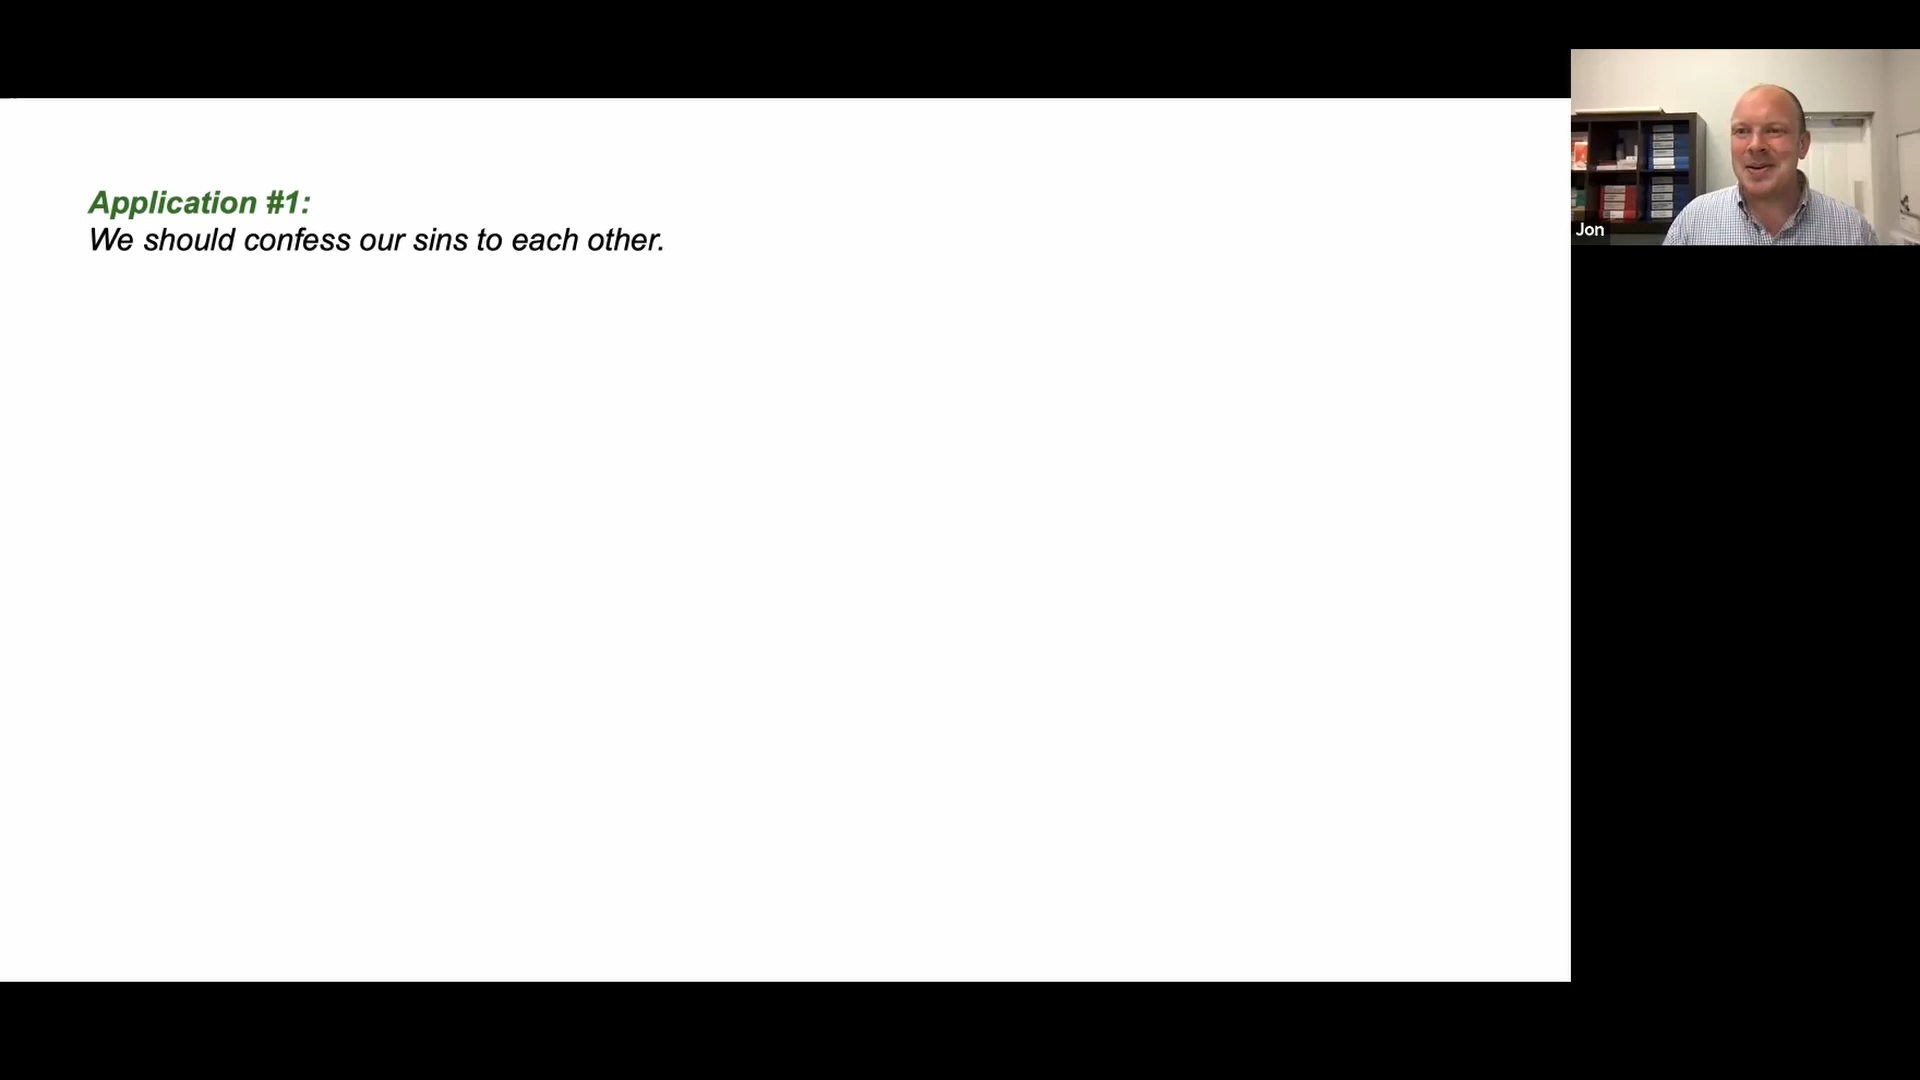 Application #1:
We should confess our sins to each other.
Jon